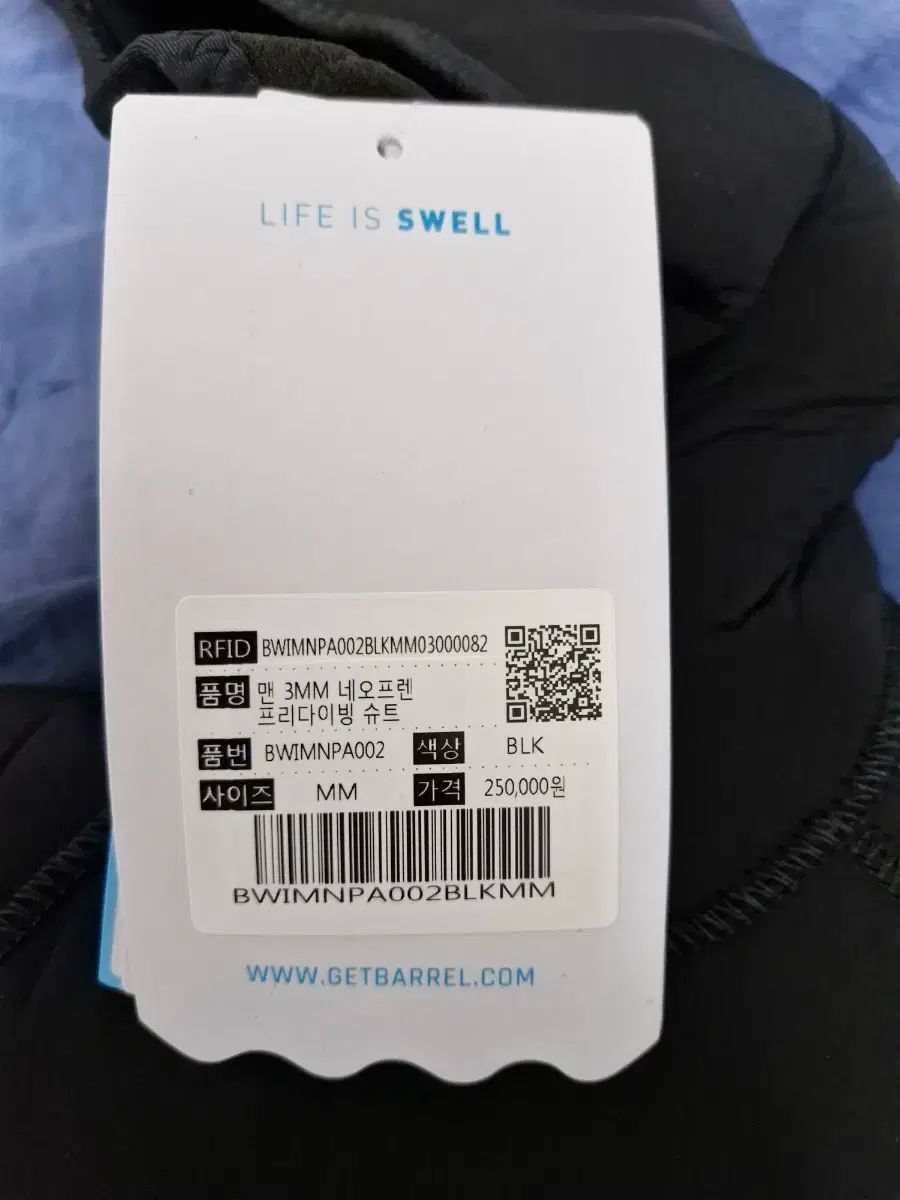 LIFE IS SWELL
RFID BWIMNPA002BLKMM03000082
품명 맨 3MM 네오프렌
프리다이빙 슈트
품번 BWIMNPA002 색상 BLK
사이즈 MM 가격 250,000원
BWIMNPA002BLKMM
WWW.GETBARREL.COM